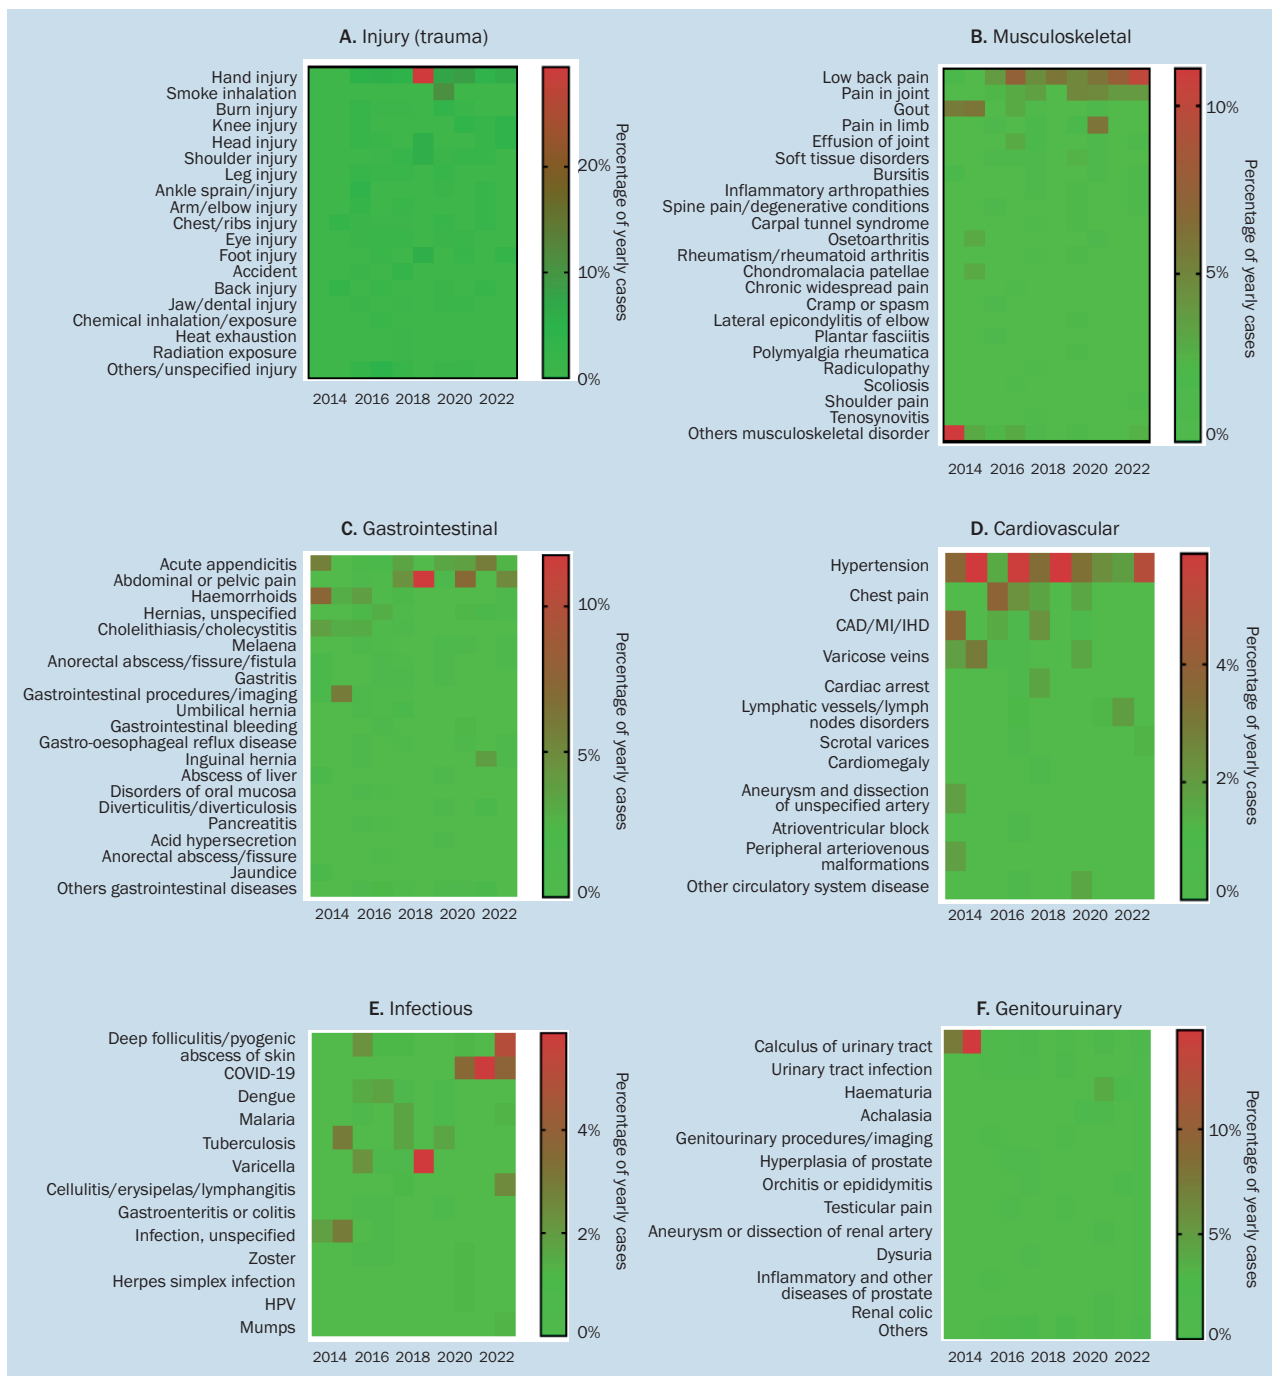 A. Injury (trauma)
Hand injury
Smoke inhalation
Burn injury
Knee injury
Head injury
Shoulder injury
Leg injury
Ankle sprain/injury
Arm/elbow injury
Chest/ribs injury
Eye injury
Foot injury
Accident
Back injury
Jaw/dental injury
Chemical inhalation/exposure
Heat exhaustion
Radiation exposure
Others/unspecified injury
2014 2016 2018 2020 2022
20%
10%
0%
Percentage of yearly cases
B. Musculoskeletal
Low back pain
Pain in joint
Gout
Pain in limb
Effusion of joint
Soft tissue disorders
Bursitis
Inflammatory arthropathies
Spine pain/degenerative conditions
Carpal tunnel syndrome
Osetoarthritis
Rheumatism/rheumatoid arthritis
Chondromalacia patellae
Chronic widespread pain
Cramp or spasm
Lateral epicondylitis of elbow
Plantar fasciitis
Polymyalgia rheumatica
Radiculopathy
Scoliosis
Shoulder pain
Tenosynovitis
Others musculoskeletal disorder
2014 2016 2018 2020 2022
10%
5%
0%
Percentage of yearly cases
C. Gastrointestinal
Acute appendicitis
Abdominal or pelvic pain
Haemorrhoids
Hernias, unspecified
Cholelithiasis/cholecystitis
Melaena
Anorectal abscess/fissure/fistula
Gastritis
Gastrointestinal procedures/imaging
Umbilical hernia
Gastrointestinal bleeding
Gastro-oesophageal reflux disease
Inguinal hernia
Abscess of liver
Disorders of oral mucosa
Diverticulitis/diverticulosis
Pancreatitis
Acid hypersecretion
Anorectal abscess/fissure
Jaundice
Others gastrointestinal diseases
2014 2016 2018 2020 2022
10%
5%
0%
Percentage of yearly cases
D. Cardiovascular
Hypertension
Chest pain
CAD/MI/IHD
Varicose veins
Cardiac arrest
Lymphatic vessels/lymph
nodes disorders
Scrotal varices
Cardiomegaly
Aneurysm and dissection
of unspecified artery
Atrioventricular block
Peripheral arteriovenous
malformations
Other circulatory system disease
2014 2016 2018 2020 2022
4%
2%
0%
Percentage of yearly cases
E. Infectious
Deep folliculitis/pyogenic
abscess of skin
COVID-19
Dengue
Malaria
Tuberculosis
Varicella
Cellulitis/erysipelas/lymphangitis
Gastroenteritis or colitis
Infection, unspecified
Zoster
Herpes simplex infection
HPV
Mumps
2014 2016 2018 2020 2022
4%
2%
0%
Percentage of yearly cases
F. Genitouruinary
Calculus of urinary tract
Urinary tract infection
Haematuria
Achalasia
Genitourinary procedures/imaging
Hyperplasia of prostate
Orchitis or epididymitis
Testicular pain
Aneurysm or dissection of renal artery
Dysuria
Inflammatory and other
diseases of prostate
Renal colic
Others
2014 2016 2018 2020 2022
10%
5%
0%
Percentage of yearly cases